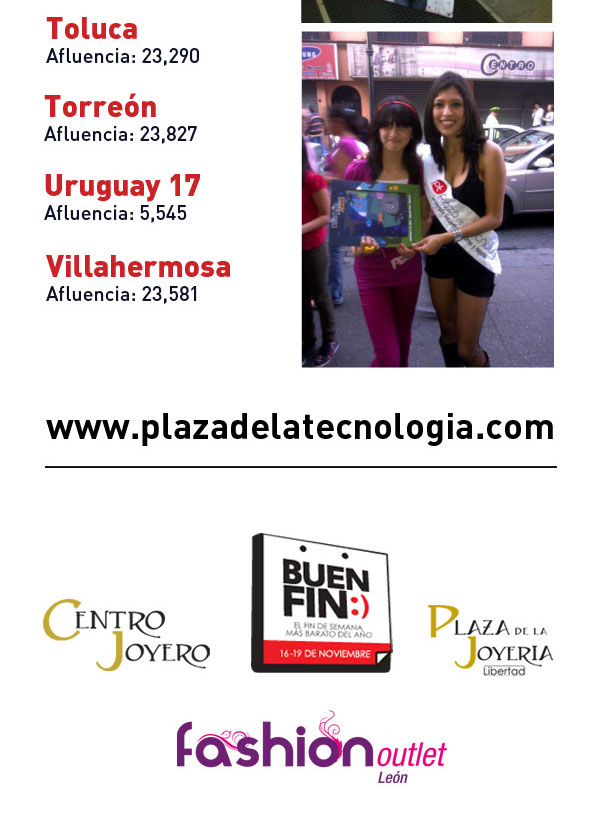 Toluca
Afluencia: 23,290
Torreón
Afluencia: 23,827
Uruguay 17
Afluencia: 5,545
Villahermosa
Afluencia: 23,581
CENTRO
www.plazadelatecnologia.com
CENTRO
JOYERO
BUEN
FIN:)
EL FIN DE SEMANA
MÁS BARATO DEL AÑO
16-19 DE NOVIEMBRE
PLAZA DE LA
JOYERIA
Libertad
fashion outlet
León